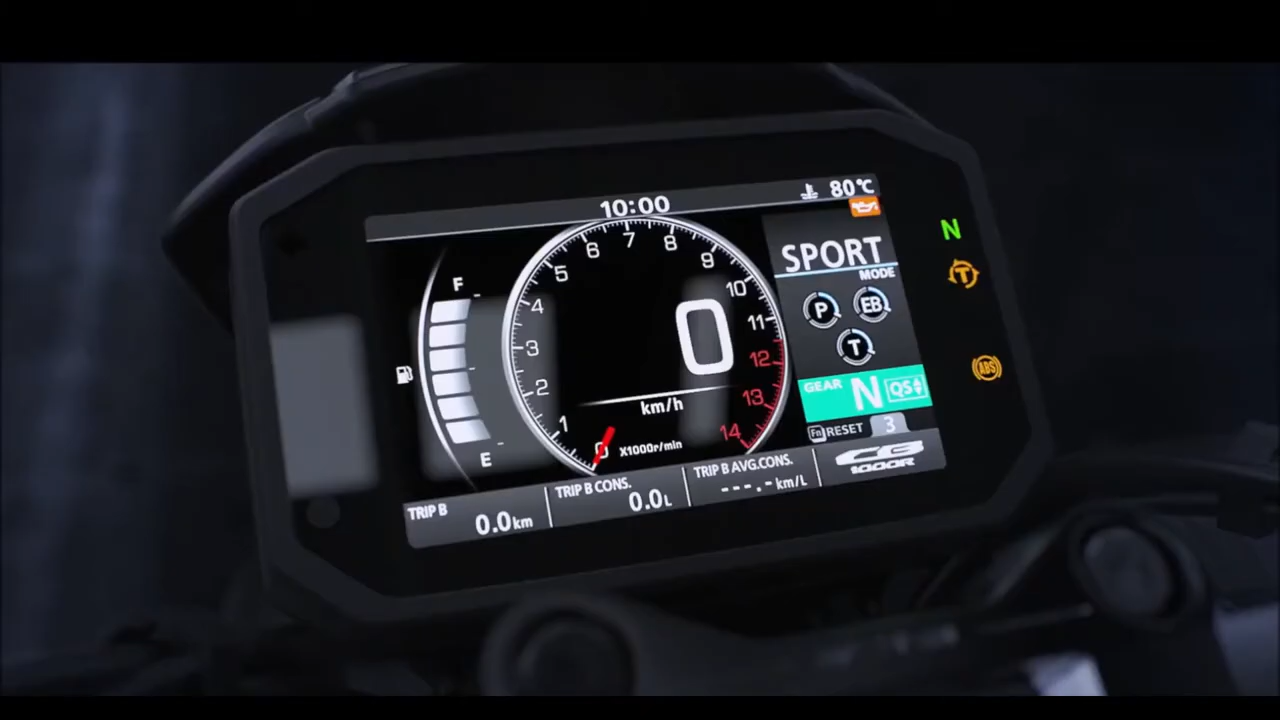 10:00
80℃
F
E
0 1 2 3 4 5 6 7 8 9 10 11 12 13 14
0
km/h
X1000r/min
SPORT
MODE
P EB
T
GEAR N QS
Fn RESET 3
CB
1000R
TRIP B
0.0km
TRIP B CONS.
0.0L
TRIP B AVG.CONS.
---.-km/L
N
T
ABS